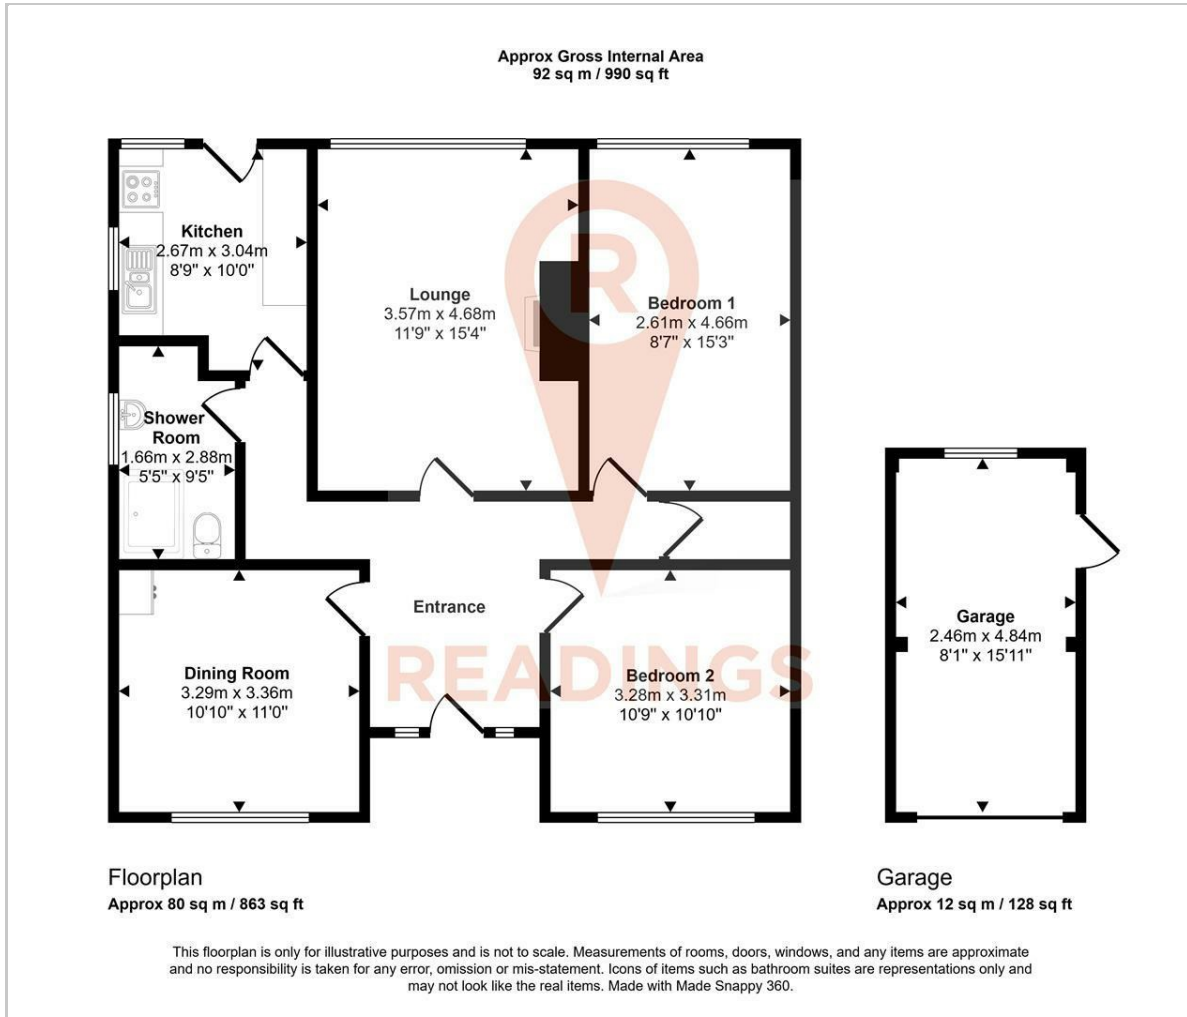 Approx Gross Internal Area
92 sq m / 990 sq ft
Kitchen
2.67m x 3.04m
8'9" x 10'0"
Lounge
3.57m x 4.68m
11'9" x 15'4"
R
Bedroom 1
2.61m x 4.66m
8'7" x 15'3"
Shower
Room
1.66m x 2.88m
5'5" x 9'5"
Entrance
READINGS
Dining Room
3.29m x 3.36m
10'10" x 11'0"
Bedroom 2
3.28m x 3.31m
10'9" x 10'10"
Garage
2.46m x 4.84m
8'1" x 15'11"
Floorplan
Approx 80 sq m / 863 sq ft
Garage
Approx 12 sq m / 128 sq ft
This floorplan is only for illustrative purposes and is not to scale. Measurements of rooms, doors, windows, and any items are approximate
and no responsibility is taken for any error, omission or mis-statement. Icons of items such as bathroom suites are representations only and
may not look like the real items. Made with Made Snappy 360.